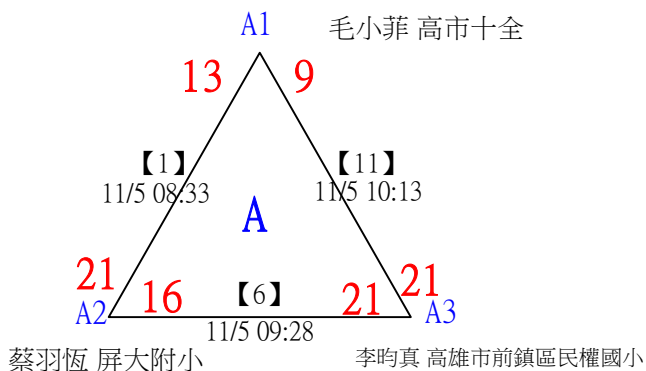 A1
毛小菲 高市十全
13
9
【1】
11/5 08:33
【11】
11/5 10:13
A
21
16
【6】
21
21
A2
A3
11/5 09:28
蔡羽恆 屏大附小
李昀真 高雄市前鎮區民權國小